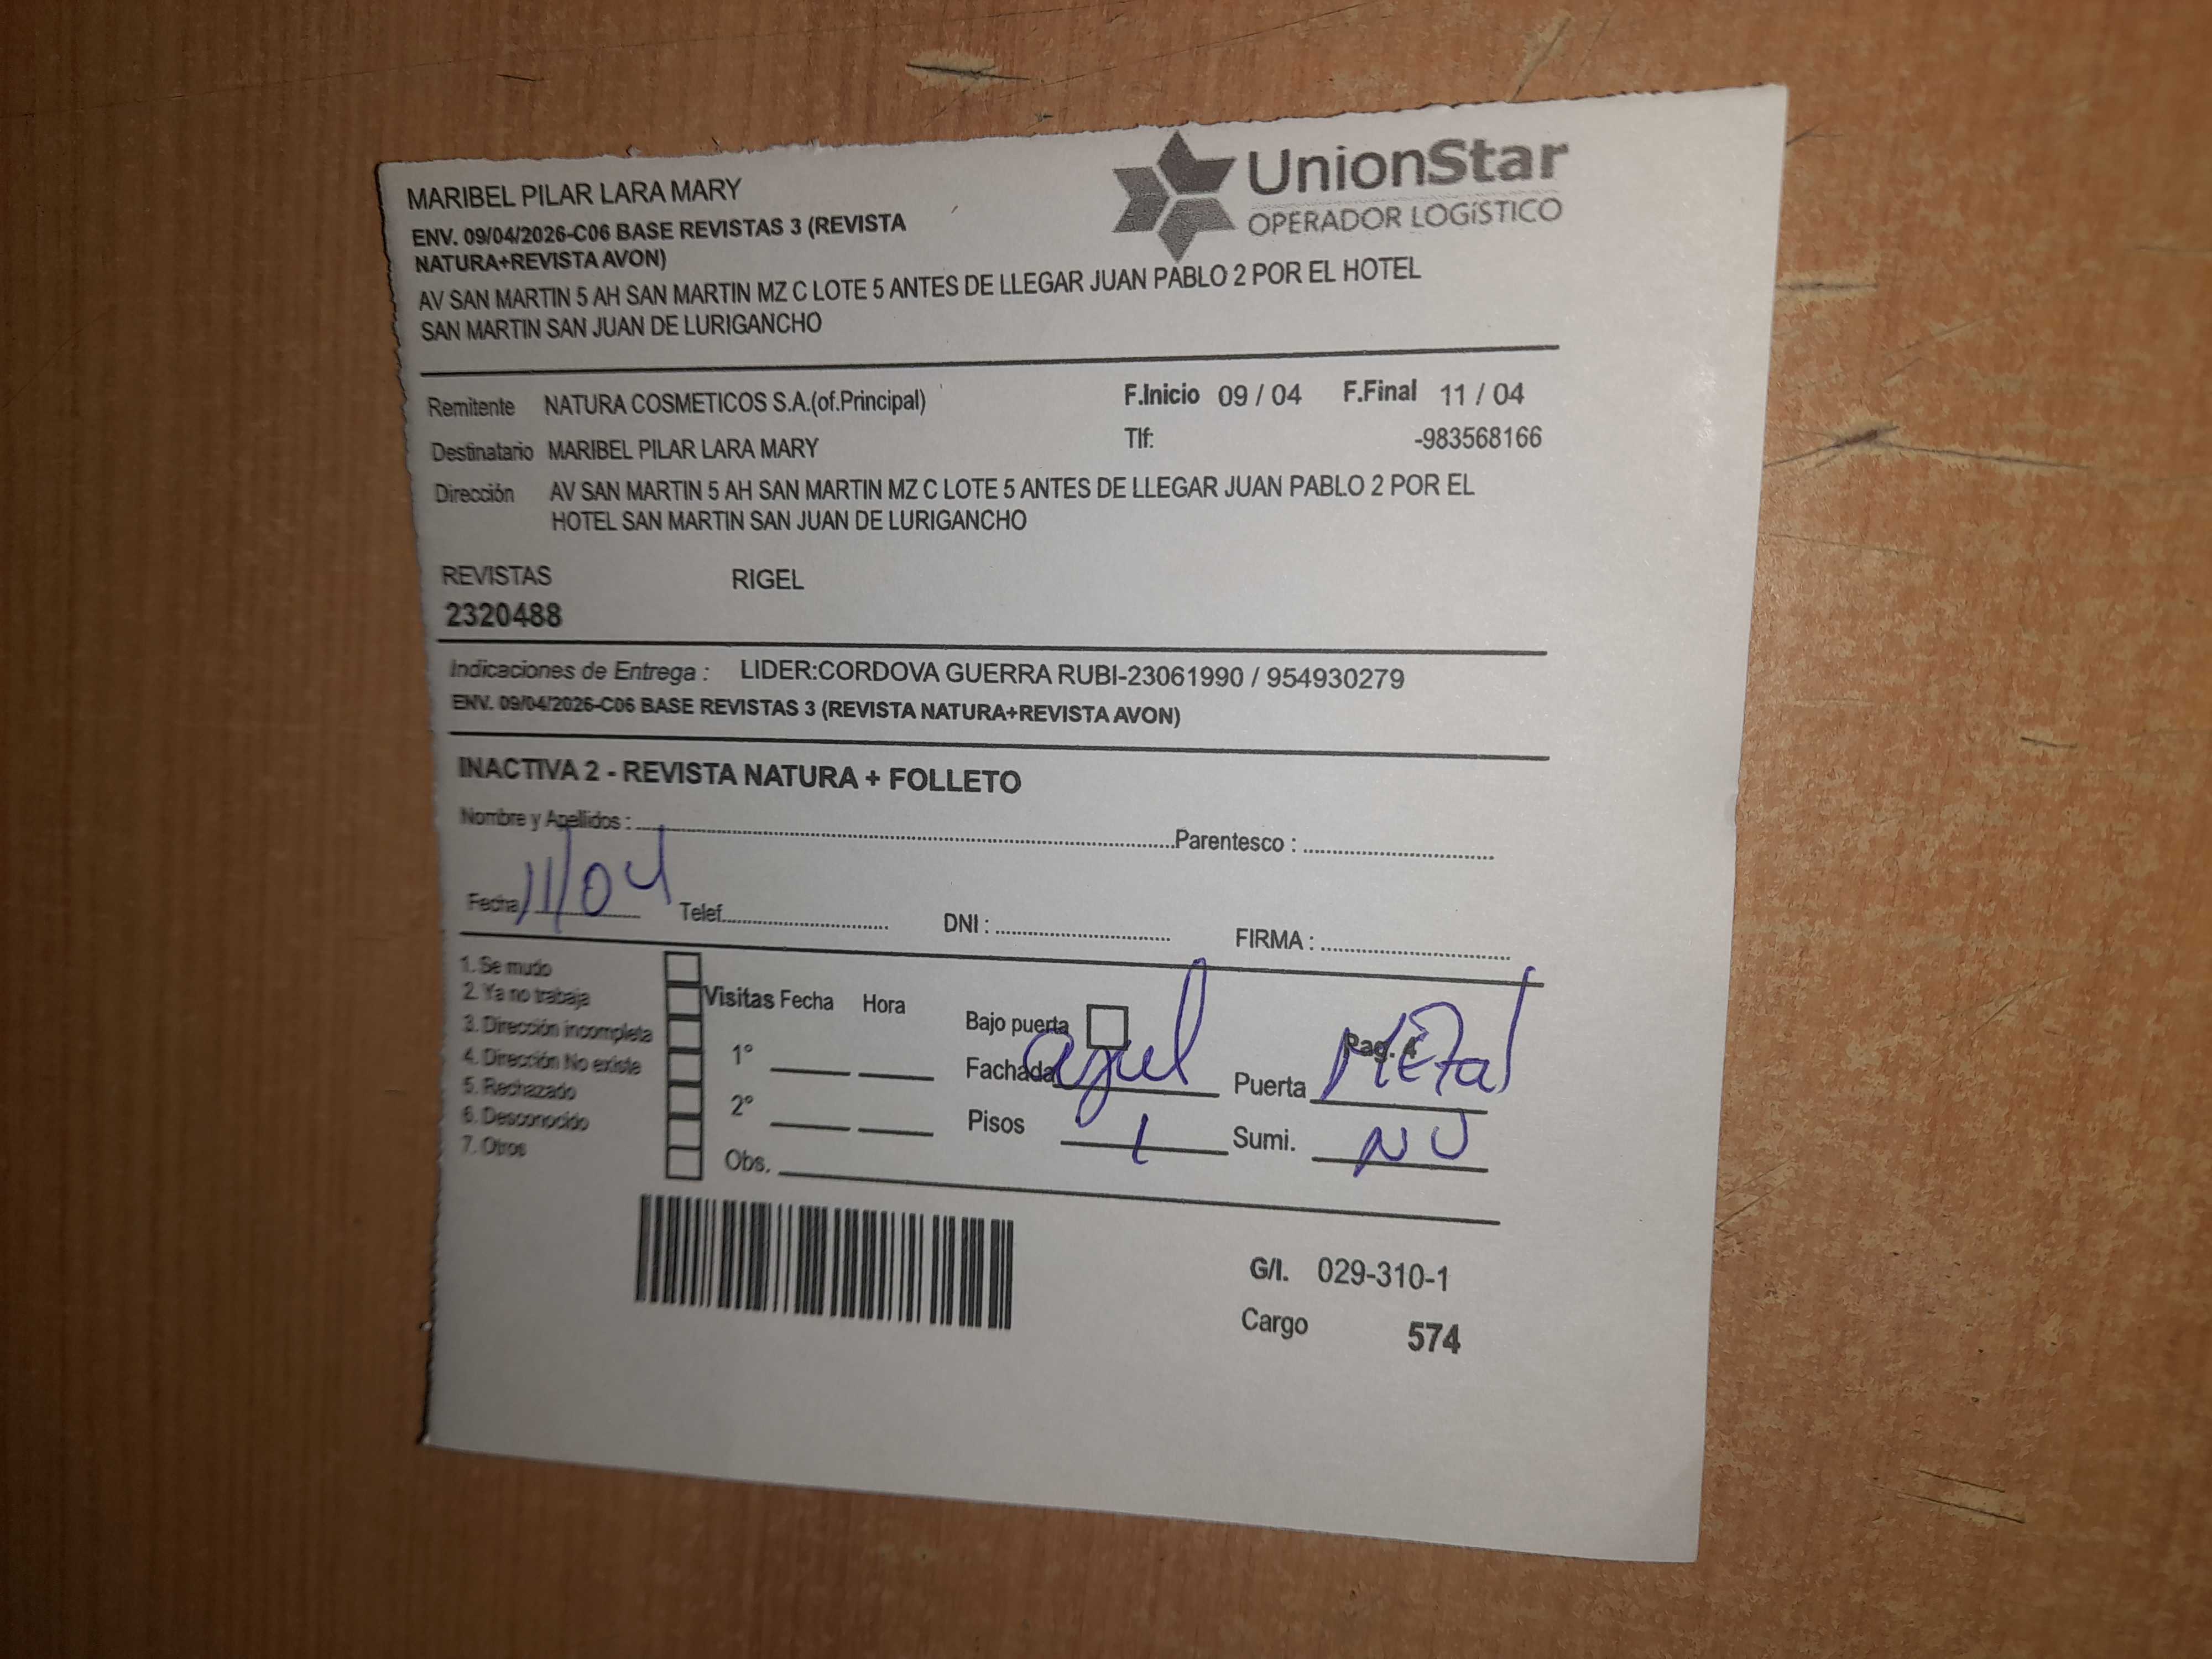 MARIBEL PILAR LARA MARY
UnionStar
OPERADOR LOGíSTICO
ENV. 09/04/2026-C06 BASE REVISTAS 3 (REVISTA
NATURA+REVISTA AVON)
AV SAN MARTIN 5 AH SAN MARTIN MZ C LOTE 5 ANTES DE LLEGAR JUAN PABLO 2 POR EL HOTEL
SAN MARTIN SAN JUAN DE LURIGANCHO
Remitente NATURA COSMETICOS S.A.(of.Principal) F.Inicio 09 / 04 F.Final 11 / 04
Destinatario MARIBEL PILAR LARA MARY Tlf: -983568166
Dirección AV SAN MARTIN 5 AH SAN MARTIN MZ C LOTE 5 ANTES DE LLEGAR JUAN PABLO 2 POR EL
HOTEL SAN MARTIN SAN JUAN DE LURIGANCHO
REVISTAS RIGEL
2320488
Indicaciones de Entrega : LIDER:CORDOVA GUERRA RUBI-23061990 / 954930279
ENV. 09/04/2026-C06 BASE REVISTAS 3 (REVISTA NATURA+REVISTA AVON)
INACTIVA 2 - REVISTA NATURA + FOLLETO
Nombre y Apellidos : Parentesco :
Fecha 11/04 Telef. DNI : FIRMA :
1. Se mudo
2. Ya no trabaja
3. Dirección incompleta
4. Dirección No existe
5. Rechazado
6. Desconocido
7. Otros
Visitas Fecha Hora
1°
2°
Obs.
Bajo puerta Pag.
Fachada azul Puerta Metal
Pisos 1 Sumi. NU
G/I. 029-310-1
Cargo 574